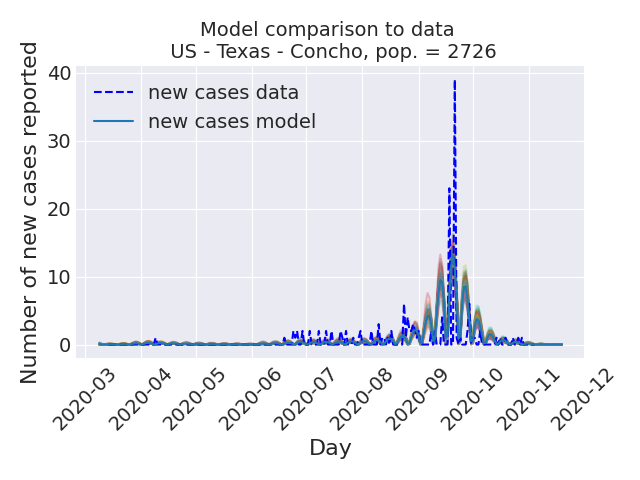 Model comparison to data
US - Texas - Concho, pop. = 2726
Number of new cases reported
40
30
20
10
0
new cases data
new cases model
2020-03
2020-04
2020-05
2020-06
2020-07
2020-08
2020-09
2020-10
2020-11
2020-12
Day